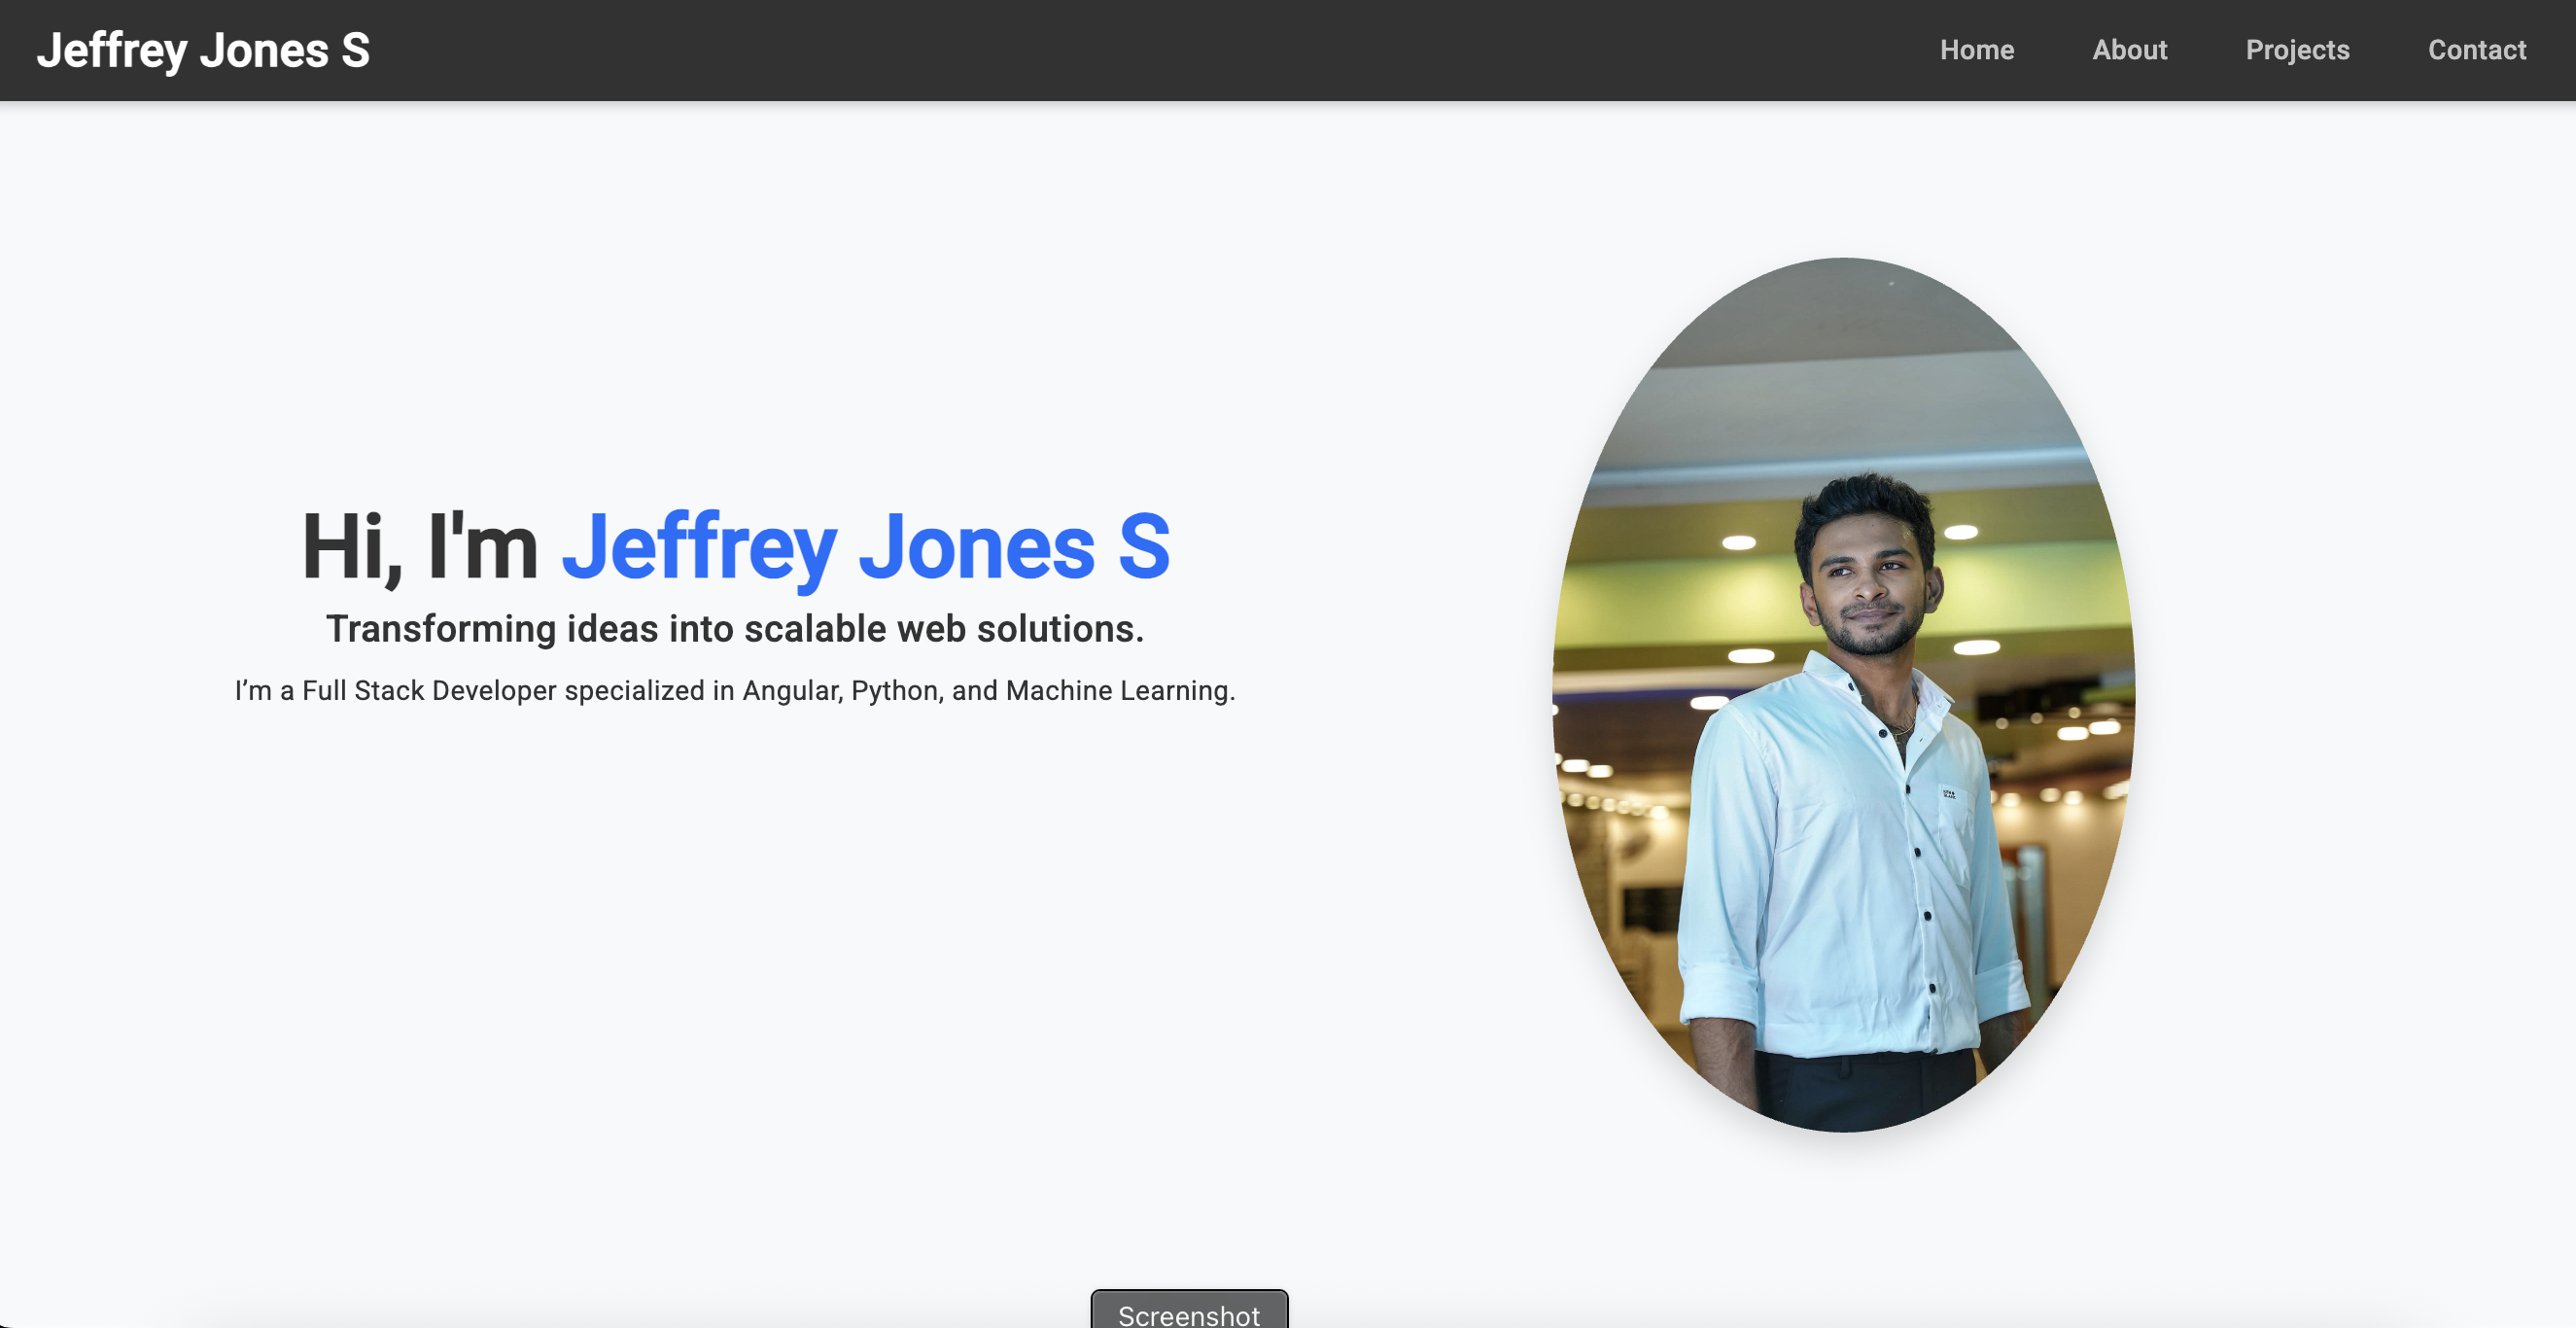 Jeffrey Jones S
Home About Projects Contact
Hi, I'm Jeffrey Jones S
Transforming ideas into scalable web solutions.
I’m a Full Stack Developer specialized in Angular, Python, and Machine Learning.
Screenshot